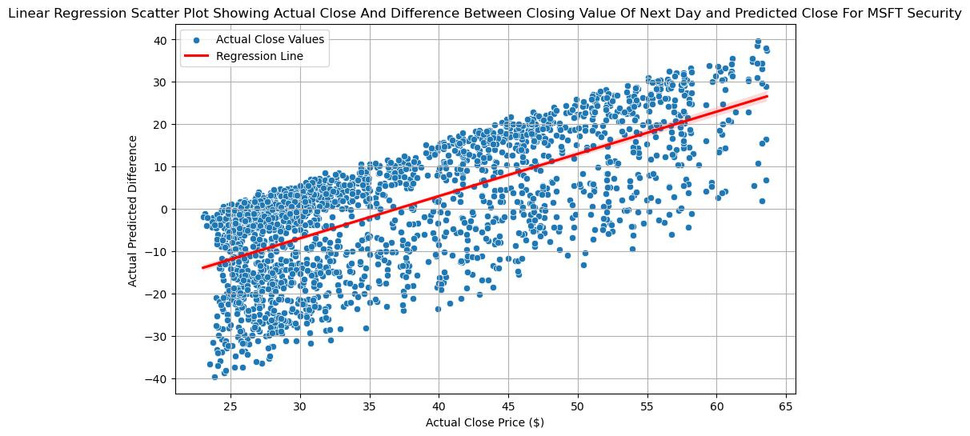 Linear Regression Scatter Plot Showing Actual Close And Difference Between Closing Value Of Next Day and Predicted Close For MSFT Security
Actual Close Values
Regression Line
Actual Predicted Difference
40
30
20
10
0
−10
−20
−30
−40
25 30 35 40 45 50 55 60 65
Actual Close Price ($)